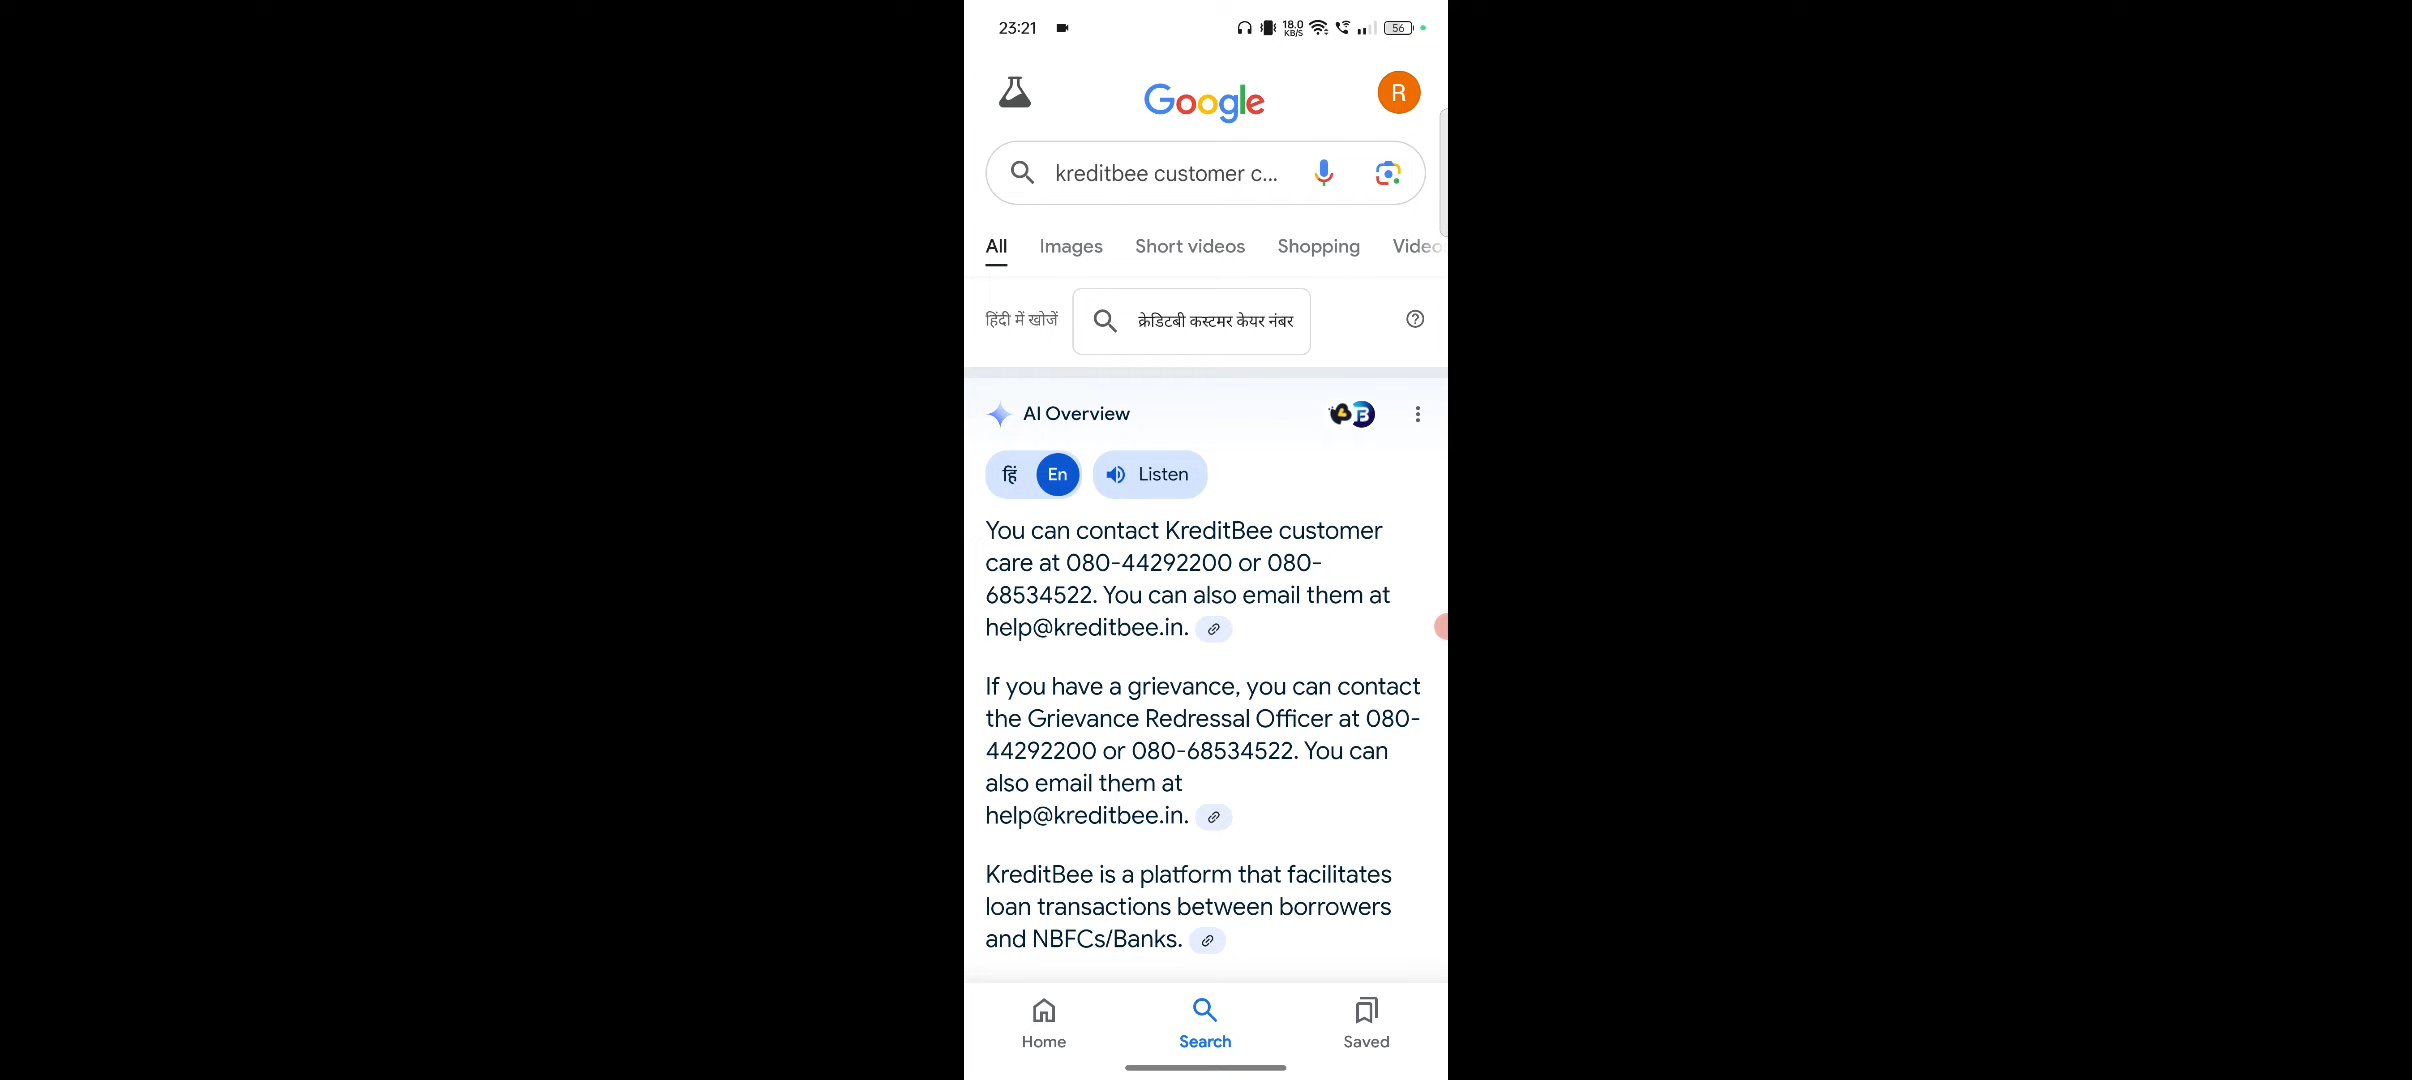 23:21
18.0
KB/S
56
Google
R
kreditbee customer c...
All Images Short videos Shopping Video
हिंदी में खोजें
क्रेडिटबी कस्टमर केयर नंबर
AI Overview
हिं En Listen
You can contact KreditBee customer
care at 080-44292200 or 080-
68534522. You can also email them at
help@kreditbee.in.
If you have a grievance, you can contact
the Grievance Redressal Officer at 080-
44292200 or 080-68534522. You can
also email them at
help@kreditbee.in.
KreditBee is a platform that facilitates
loan transactions between borrowers
and NBFCs/Banks.
Home Search Saved